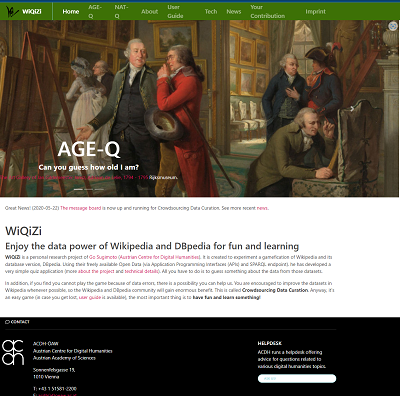 WiQiZi
Home
AGE-Q
NAT-Q
About
User Guide
Tech
News
Your Contribution
Imprint
AGE-Q
Can you guess how old I am?
1794 - 1795 Rijksmuseum.
Great News! (2020-05-22) The message board is now up and running for Crowdsourcing Data Curation. See more recent news.
WiQiZi
Enjoy the data power of Wikipedia and DBpedia for fun and learning
WiQiZi is a personal research project of Go Sugimoto (Austrian Centre for Digital Humanities). It is created to experiment a gamefication of Wikipedia and its
database version, DBpedia. Using their freely available Open Data (via Application Programming Interfaces (APIs) and SPARQL endpoint), he has developed a
very simple quiz application (more about the project and technical details). All you have to do is to guess something about the data from those datasets.
In addition, if you find you cannot play the game because of data errors, there is a possibility you can help us. You are encouraged to improve the datasets in
Wikipedia whenever possible, so the Wikipedia and DBpedia community will gain enormous benefit. This is called Crowdsourcing Data Curation. Anyway, it's
an easy game (in case you get lost, user guide is available), the most important thing is to have fun and learn something!
CONTACT
acdh
ACDH-ÖAW
Austrian Centre for Digital Humanities
Austrian Academy of Sciences
Sonnenfelsgasse 19,
1010 Vienna
T: +43 1 51581-2200
HELPDESK
ACDH runs a helpdesk offering
advice for questions related to
various digital humanities topics.